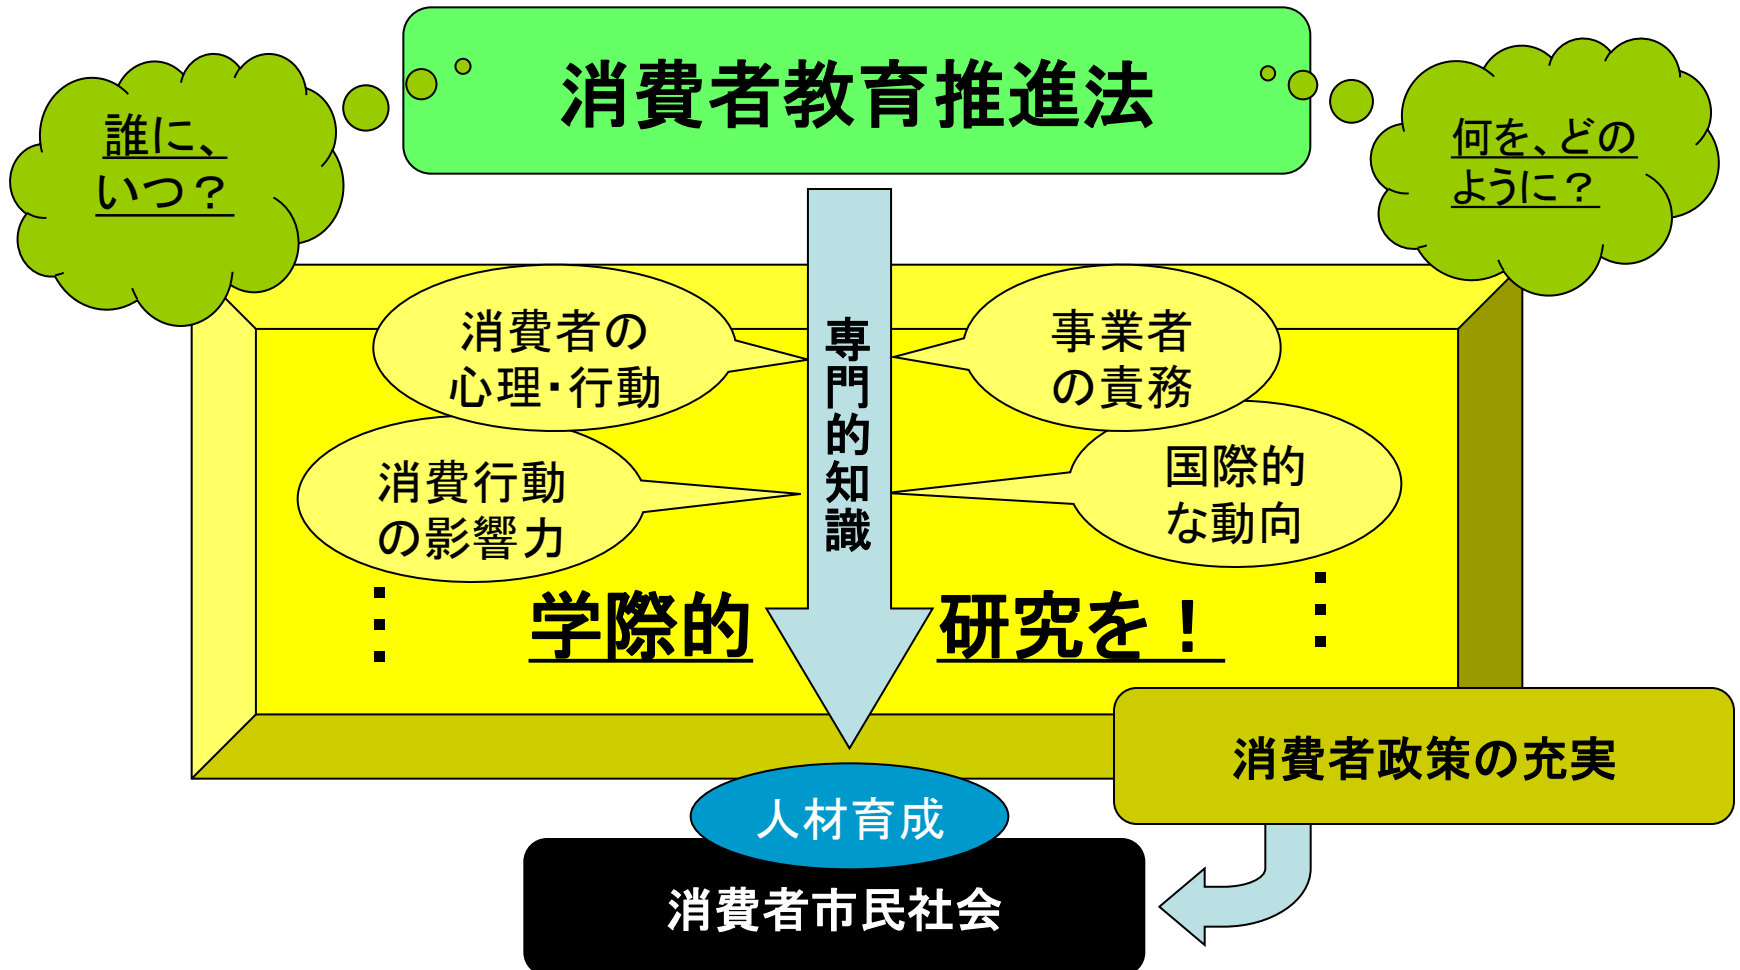 消費者教育推進法
誰に、
いつ？
何を、どの
ように？
専門的知識
消費者の
心理・行動
事業者
の責務
消費行動
の影響力
国際的
な動向
学際的
研究を！
消費者政策の充実
人材育成
消費者市民社会